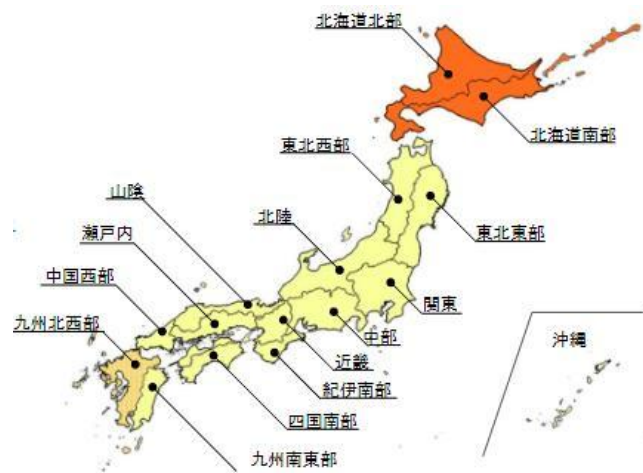 北海道北部
北海道南部
東北西部
山陰
北陸
東北東部
瀬戸内
中国西部
関東
九州北西部
中部
沖縄
近畿
紀伊南部
四国南部
九州南東部